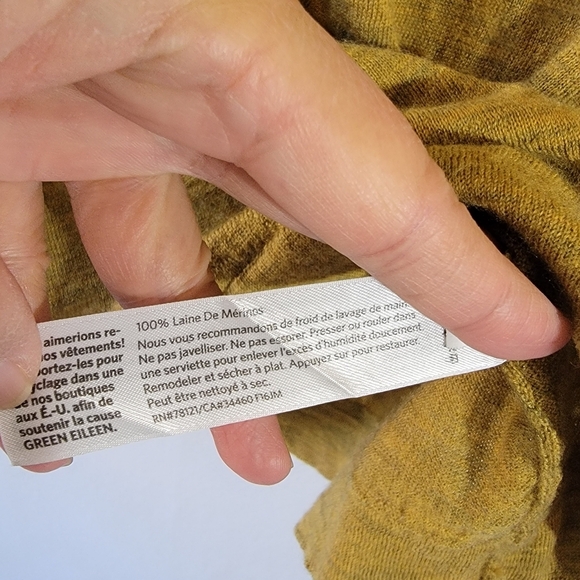 aimerions re-
nos vêtements!
portez-les pour
dans une
de nos boutiques
aux É.-U. afin de
soutenir la cause
GREEN EILEEN.
100% Laine De Mérinos
Nous vous recommandons de froid de lavage de main.
Ne pas javelliser. Ne pas essorer. Presser ou rouler dans
une serviette pour enlever l'excès d'humidité doucement.
Remodeler et sécher à plat. Appuyez sur pour restaurer.
Peut être nettoyé à sec.
RN#78121/CA#34460 F16JM